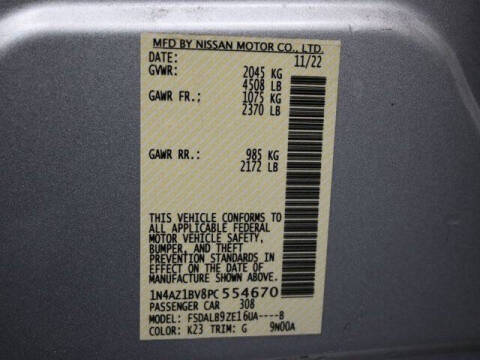 MFD BY NISSAN MOTOR CO., LTD.
DATE: 11/22
GVWR: 2045 KG
4508 LB
GAWR FR.: 1075 KG
2370 LB
GAWR RR.: 985 KG
2172 LB
THIS VEHICLE CONFORMS TO
ALL APPLICABLE FEDERAL
MOTOR VEHICLE SAFETY,
BUMPER, AND THEFT
PREVENTION STANDARDS IN
EFFECT ON THE DATE OF
MANUFACTURE SHOWN ABOVE.
1N4AZ1BV8PC554670
PASSENGER CAR 308
MODEL: FSDALB9ZE16UA----B
COLOR: K23 TRIM: G 9N00A